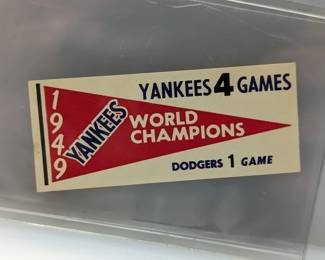 YANKEES 4 GAMES
1949
YANKEES
WORLD
CHAMPIONS
DODGERS 1 GAME